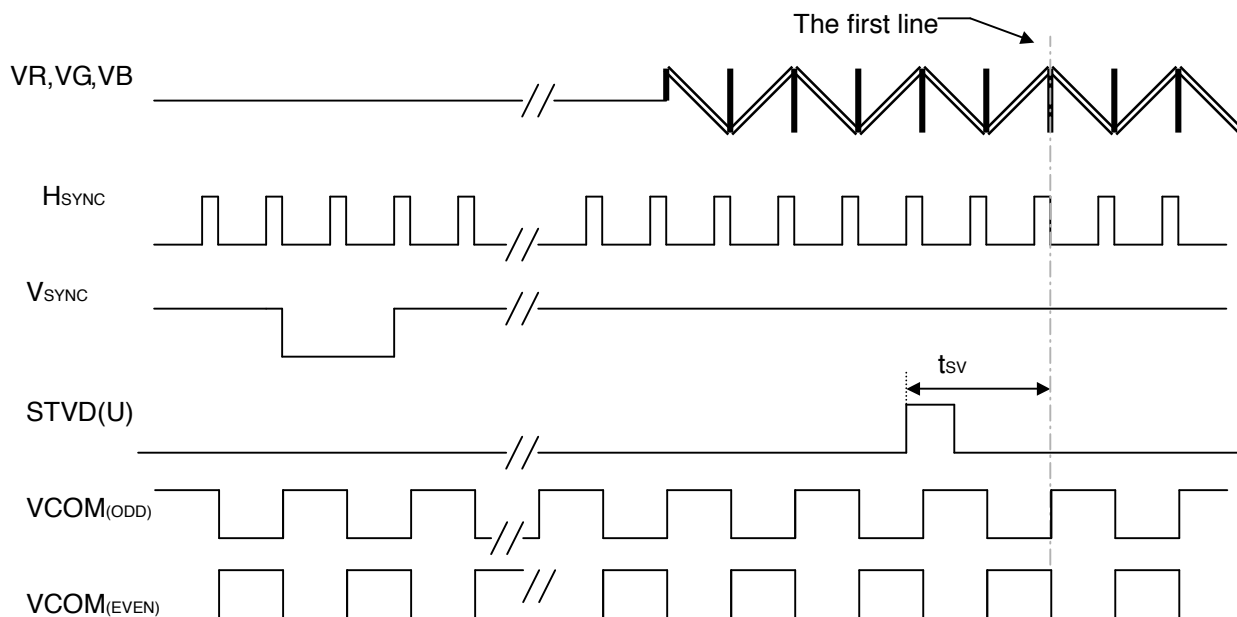 The first line
VR,VG,VB
HSYNC
VSYNC
tSV
STVD(U)
VCOM(ODD)
VCOM(EVEN)